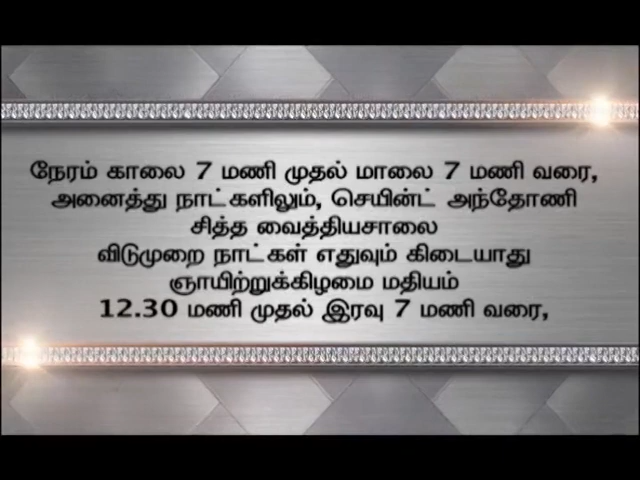 நேரம் காலை 7 மணி முதல் மாலை 7 மணி வரை,
அனைத்து நாட்களிலும், செயின்ட் அந்தோணி
சித்த வைத்தியசாலை
விடுமுறை நாட்கள் எதுவும் கிடையாது
ஞாயிற்றுக்கிழமை மதியம்
12.30 மணி முதல் இரவு 7 மணி வரை,